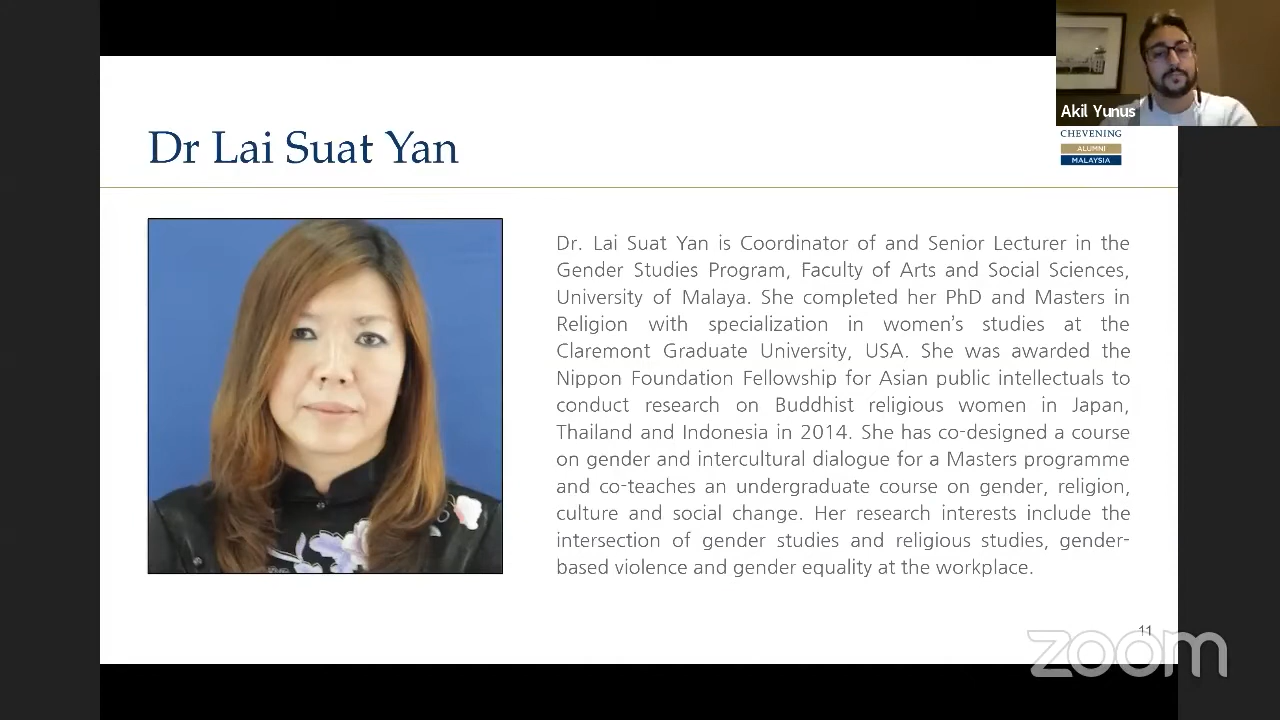 Akil Yunus
CHEVENING
ALUMNI
MALAYSIA
Dr Lai Suat Yan
Dr. Lai Suat Yan is Coordinator of and Senior Lecturer in the
Gender Studies Program, Faculty of Arts and Social Sciences,
University of Malaya. She completed her PhD and Masters in
Religion with specialization in women's studies at the
Claremont Graduate University, USA. She was awarded the
Nippon Foundation Fellowship for Asian public intellectuals to
conduct research on Buddhist religious women in Japan,
Thailand and Indonesia in 2014. She has co-designed a course
on gender and intercultural dialogue for a Masters programme
and co-teaches an undergraduate course on gender, religion,
culture and social change. Her research interests include the
intersection of gender studies and religious studies, gender-
based violence and gender equality at the workplace.
11
zoom